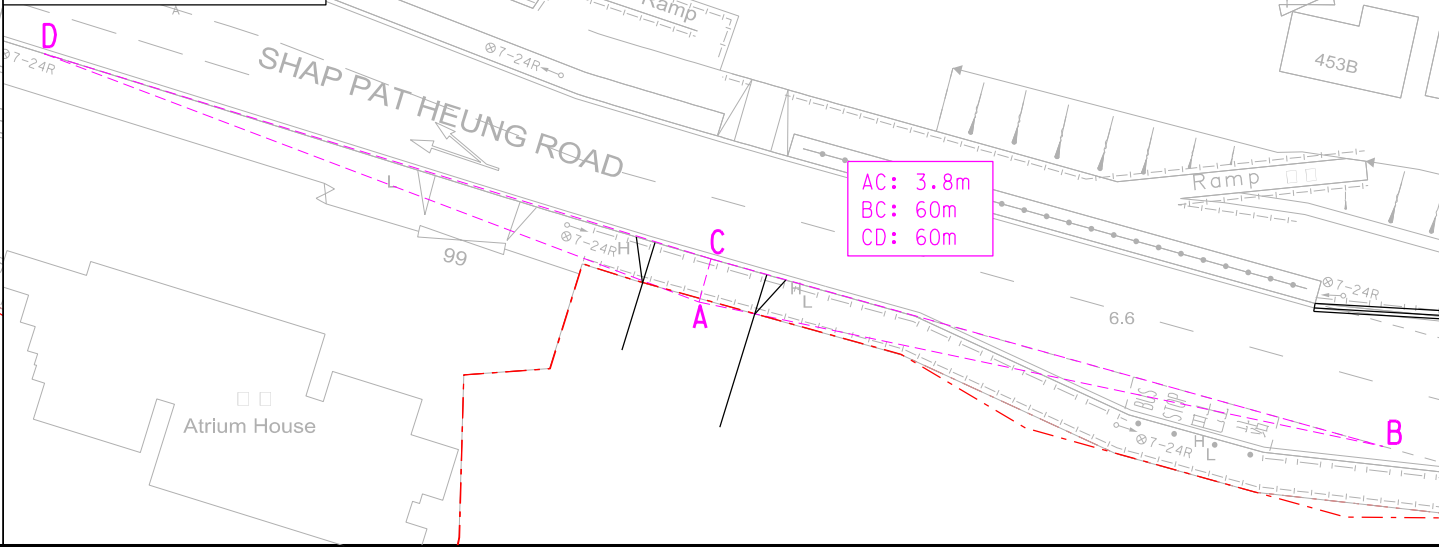 Ramp
D
A
7-24R
7-24R
453B
SHAP PAT HEUNG ROAD
AC: 3.8m
BC: 60m
CD: 60m
Ramp
L
7-24R
H
C
99
H
L
A
7-24R
6.6
BUS
STOP
Atrium House
7-24R
H
L
B